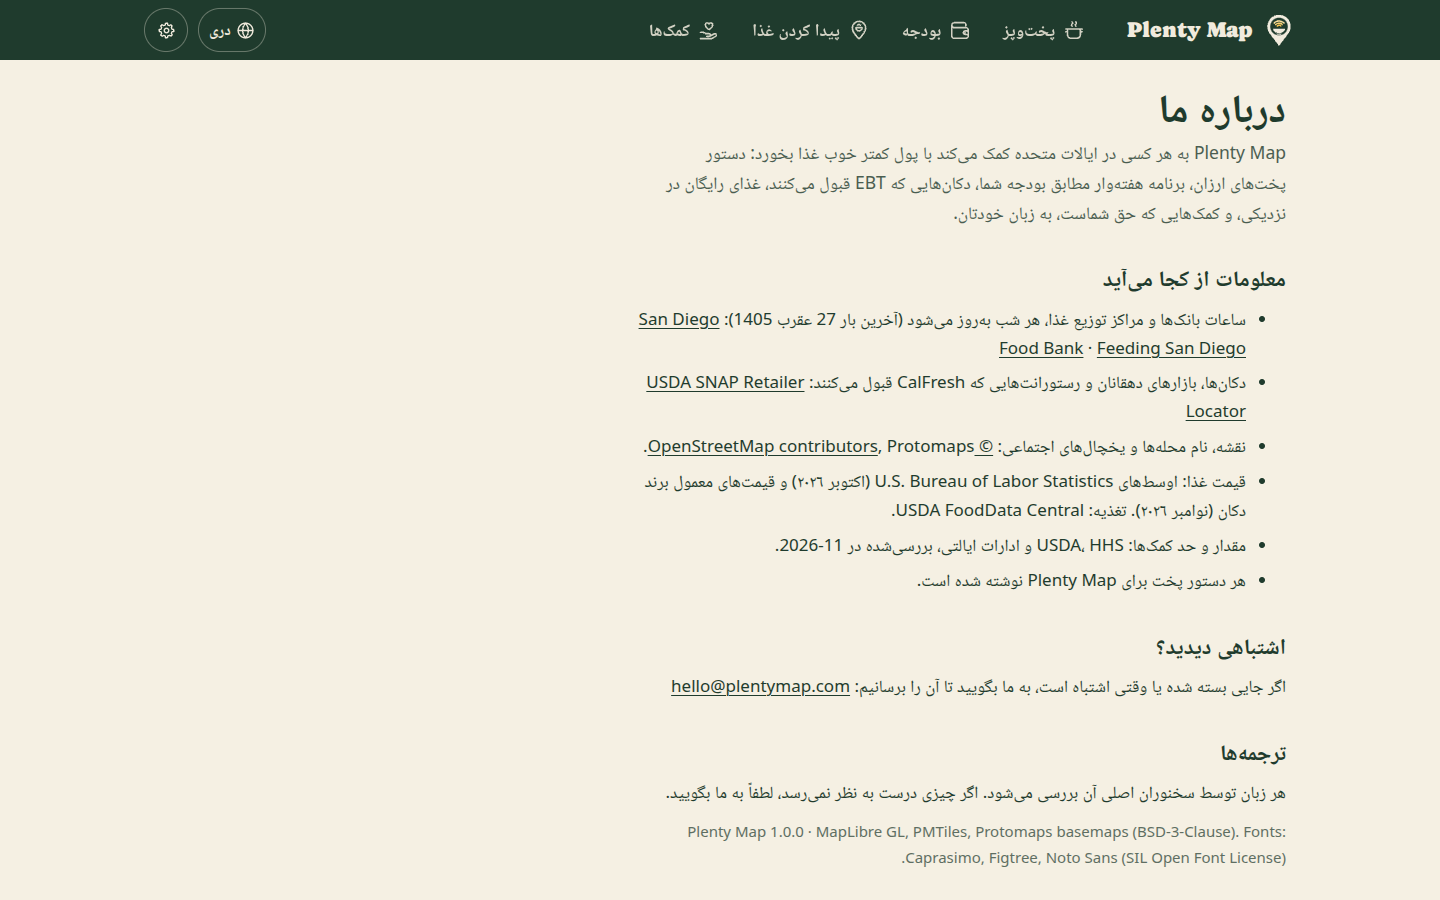 Plenty Map
پخت‌وپز
بودجه
پیدا کردن غذا
کمک‌ها
دری
درباره ما
Plenty Map به هر کسی در ایالات متحده کمک می‌کند با پول کمتر خوب غذا بخورد: دستور
پخت‌های ارزان، برنامه هفته‌وار مطابق بودجه شما، دکان‌هایی که EBT قبول می‌کنند، غذای رایگان در
نزدیکی، و کمک‌هایی که حق شماست، به زبان خودتان.
معلومات از کجا می‌آید
ساعات بانک‌ها و مراکز توزیع غذا، هر شب به‌روز می‌شود (آخرین بار 27 عقرب 1405): San Diego
Food Bank · Feeding San Diego
دکان‌ها، بازارهای دهقانان و رستورانت‌هایی که CalFresh قبول می‌کنند: USDA SNAP Retailer
Locator
نقشه، نام محله‌ها و یخچال‌های اجتماعی: © OpenStreetMap contributors, Protomaps.
قیمت غذا: اوسط‌های U.S. Bureau of Labor Statistics (اکتوبر ۲۰۲۶) و قیمت‌های معمول برند
دکان (نوامبر ۲۰۲۶). تغذیه: USDA FoodData Central.
مقدار و حد کمک‌ها: USDA، HHS و ادارات ایالتی، بررسی‌شده در 11-2026.
هر دستور پخت برای Plenty Map نوشته شده است.
اشتباهی دیدید؟
اگر جایی بسته شده یا وقتی اشتباه است، به ما بگویید تا آن را برسانیم: hello@plentymap.com
ترجمه‌ها
هر زبان توسط سخنوران اصلی آن بررسی می‌شود. اگر چیزی درست به نظر نمی‌رسد، لطفاً به ما بگویید.
Plenty Map 1.0.0 · MapLibre GL, PMTiles, Protomaps basemaps (BSD-3-Clause). Fonts:
Caprasimo, Figtree, Noto Sans (SIL Open Font License).